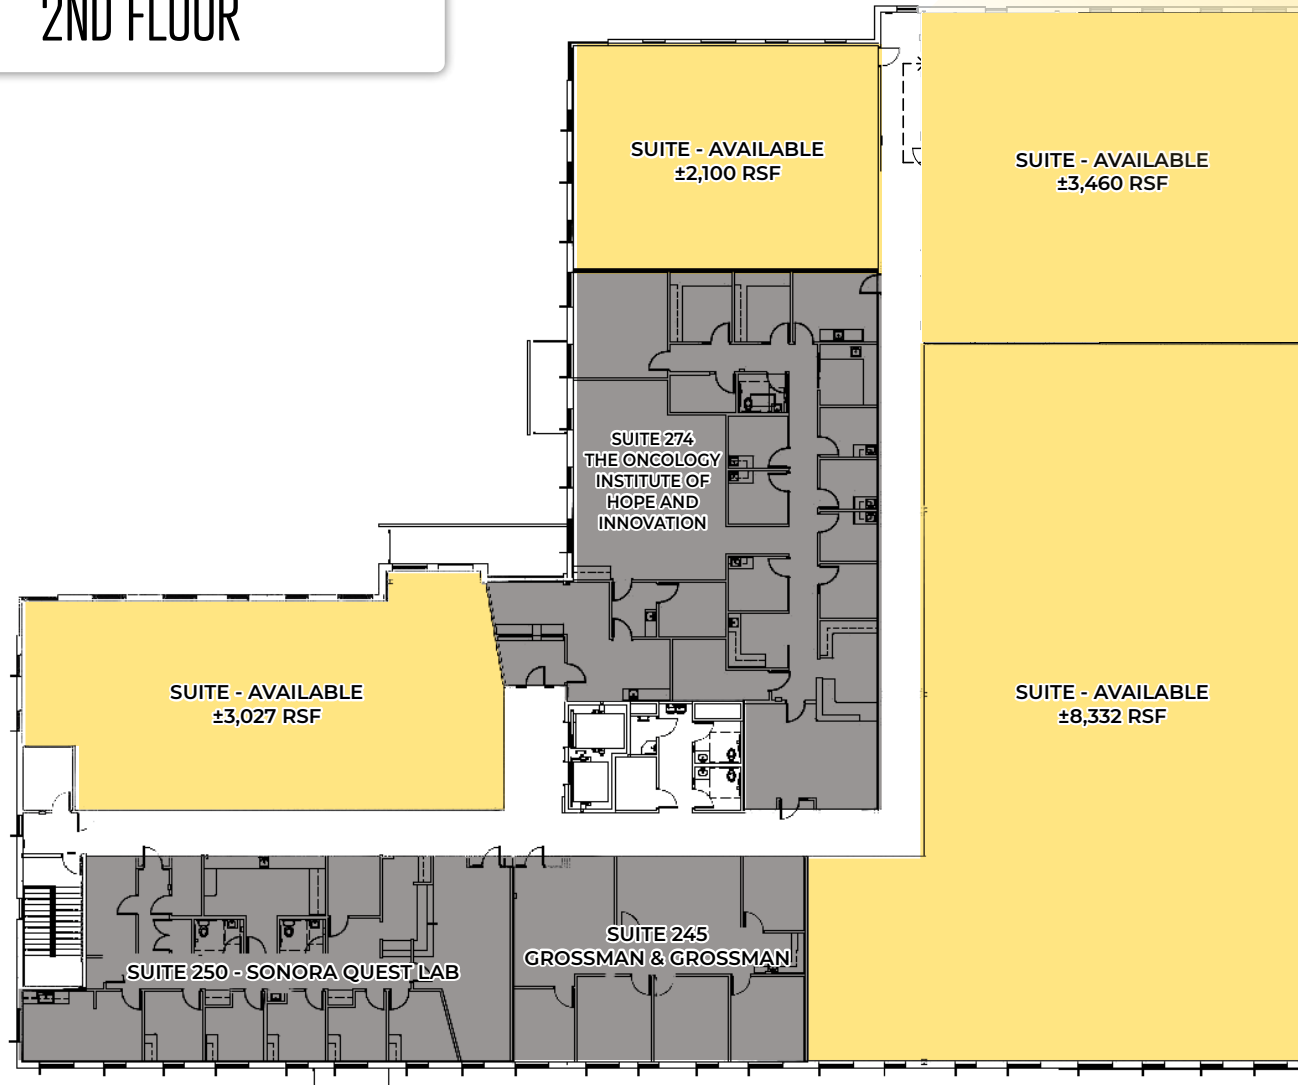 2ND FLOOR
SUITE - AVAILABLE
±2,100 RSF
SUITE - AVAILABLE
±3,460 RSF
SUITE 274
THE ONCOLOGY
INSTITUTE OF
HOPE AND
INNOVATION
SUITE - AVAILABLE
±3,027 RSF
SUITE - AVAILABLE
±8,332 RSF
SUITE 250 - SONORA QUEST LAB
SUITE 245
GROSSMAN & GROSSMAN